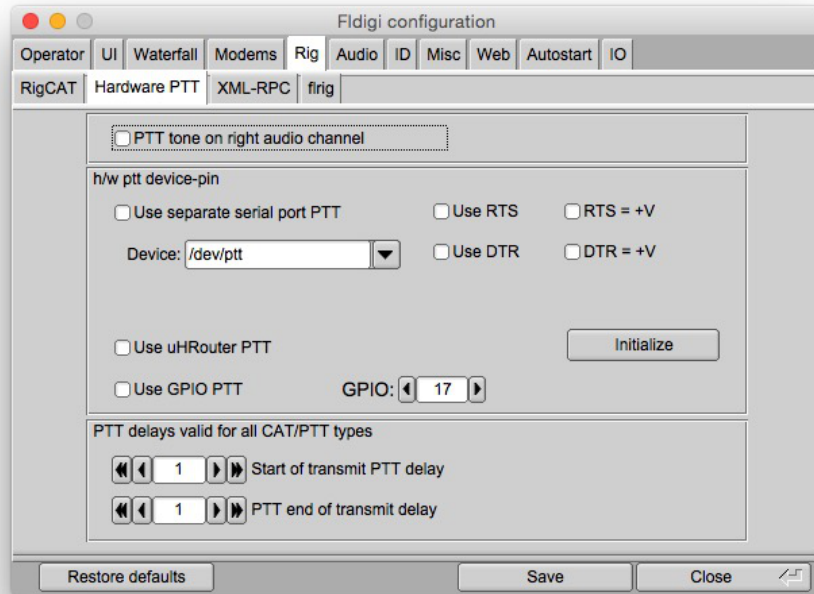 Fldigi configuration
Operator UI Waterfall Modems Rig Audio ID Misc Web Autostart IO
RigCAT Hardware PTT XML-RPC flrig
PTT tone on right audio channel
h/w ptt device-pin
Use separate serial port PTT Use RTS RTS = +V
Device: /dev/ptt Use DTR DTR = +V
Use uHRouter PTT Initialize
Use GPIO PTT GPIO: 17
PTT delays valid for all CAT/PTT types
1 Start of transmit PTT delay
1 PTT end of transmit delay
Restore defaults Save Close